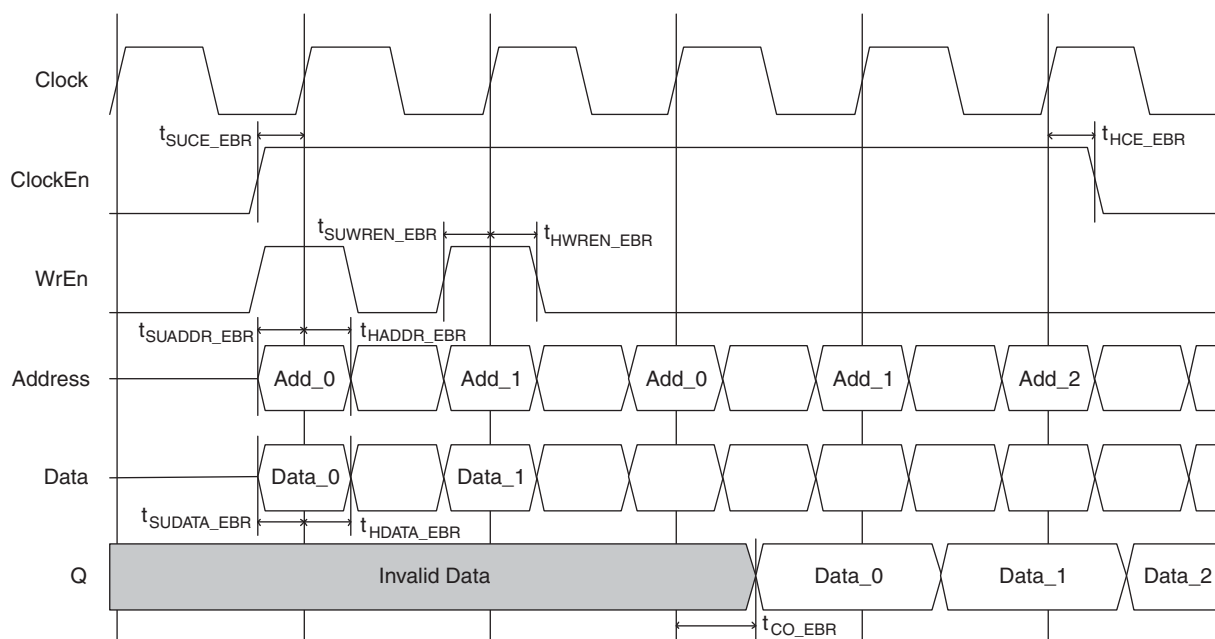 Clock
tSUCE_EBR
tHCE_EBR
ClockEn
tSUWREN_EBR
tHWREN_EBR
WrEn
tSUADDR_EBR
tHADDR_EBR
Address
Add_0
Add_1
Add_0
Add_1
Add_2
Data
Data_0
Data_1
tSUDATA_EBR
tHDATA_EBR
Q
Invalid Data
Data_0
Data_1
Data_2
tCO_EBR